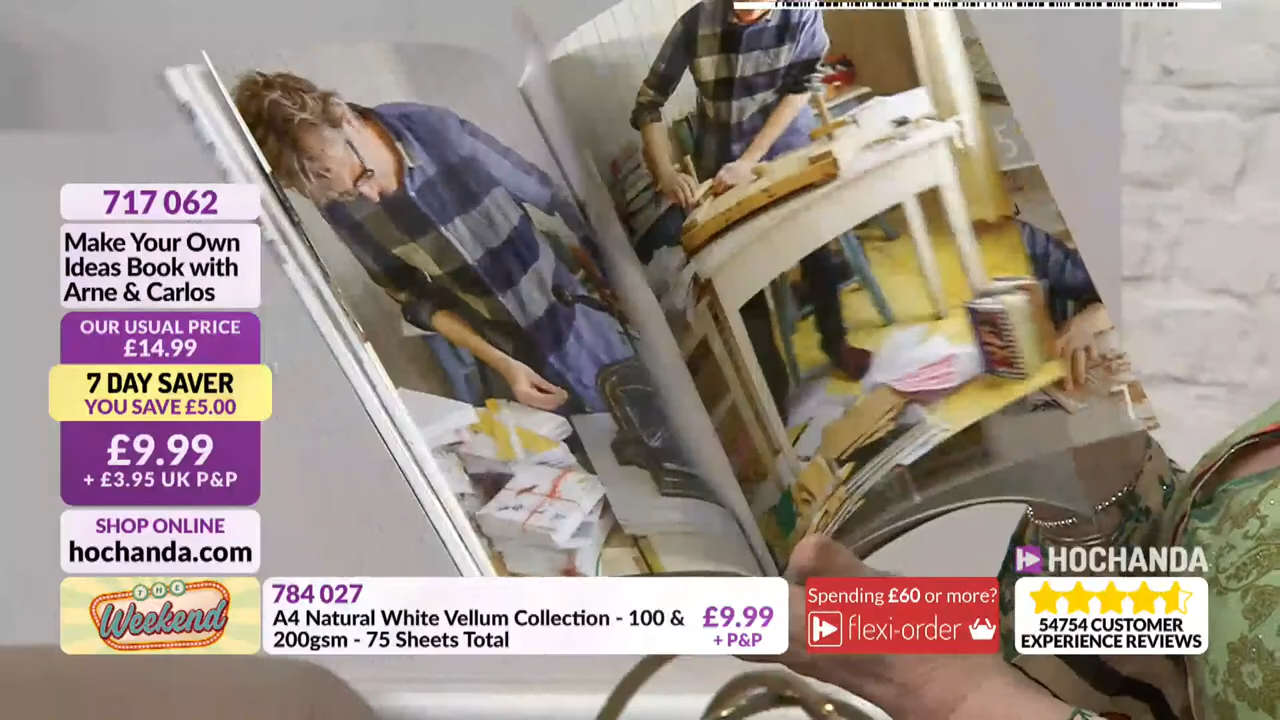 717 062
Make Your Own
Ideas Book with
Arne & Carlos
OUR USUAL PRICE
£14.99
7 DAY SAVER
YOU SAVE £5.00
£9.99
+ £3.95 UK P&P
SHOP ONLINE
hochanda.com
THE
Weekend
784 027
A4 Natural White Vellum Collection - 100 &
200gsm - 75 Sheets Total
£9.99
+ P&P
Spending £60 or more?
flexi-order
HOCHANDA
54754 CUSTOMER
EXPERIENCE REVIEWS